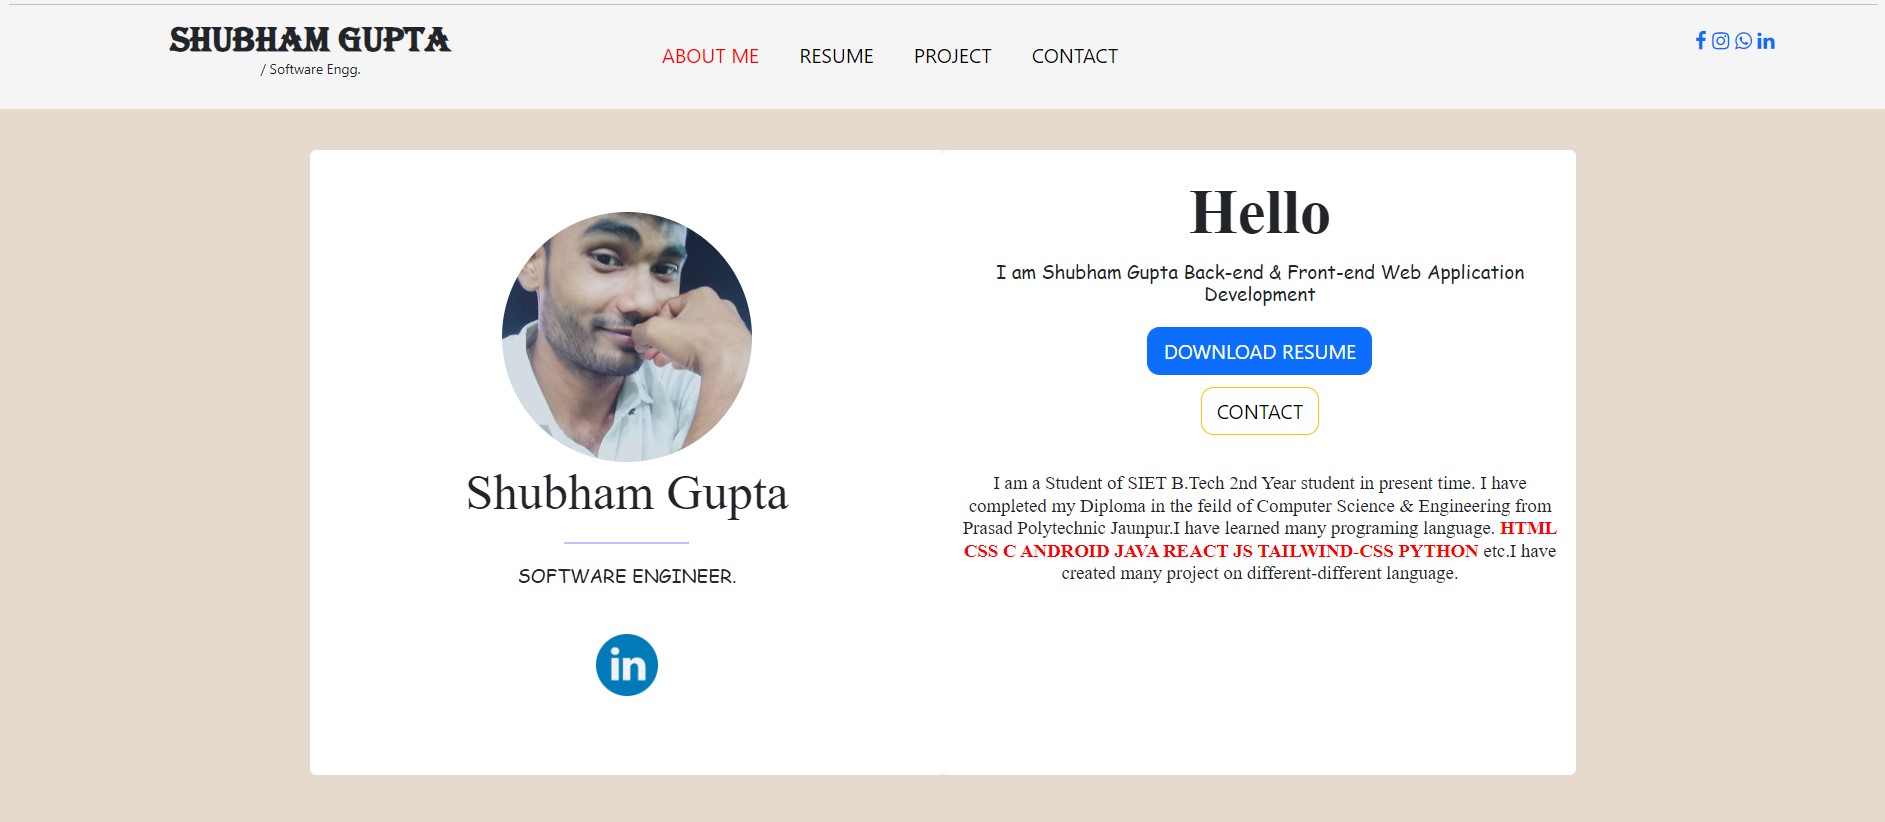 SHUBHAM GUPTA
/ Software Engg.
ABOUT ME RESUME PROJECT CONTACT
in
Shubham Gupta
SOFTWARE ENGINEER.
in
Hello
I am Shubham Gupta Back-end & Front-end Web Application
Development
DOWNLOAD RESUME
CONTACT
I am a Student of SIET B.Tech 2nd Year student in present time. I have
completed my Diploma in the feild of Computer Science & Engineering from
Prasad Polytechnic Jaunpur.I have learned many programing language. HTML
CSS C ANDROID JAVA REACT JS TAILWIND-CSS PYTHON etc.I have
created many project on different-different language.